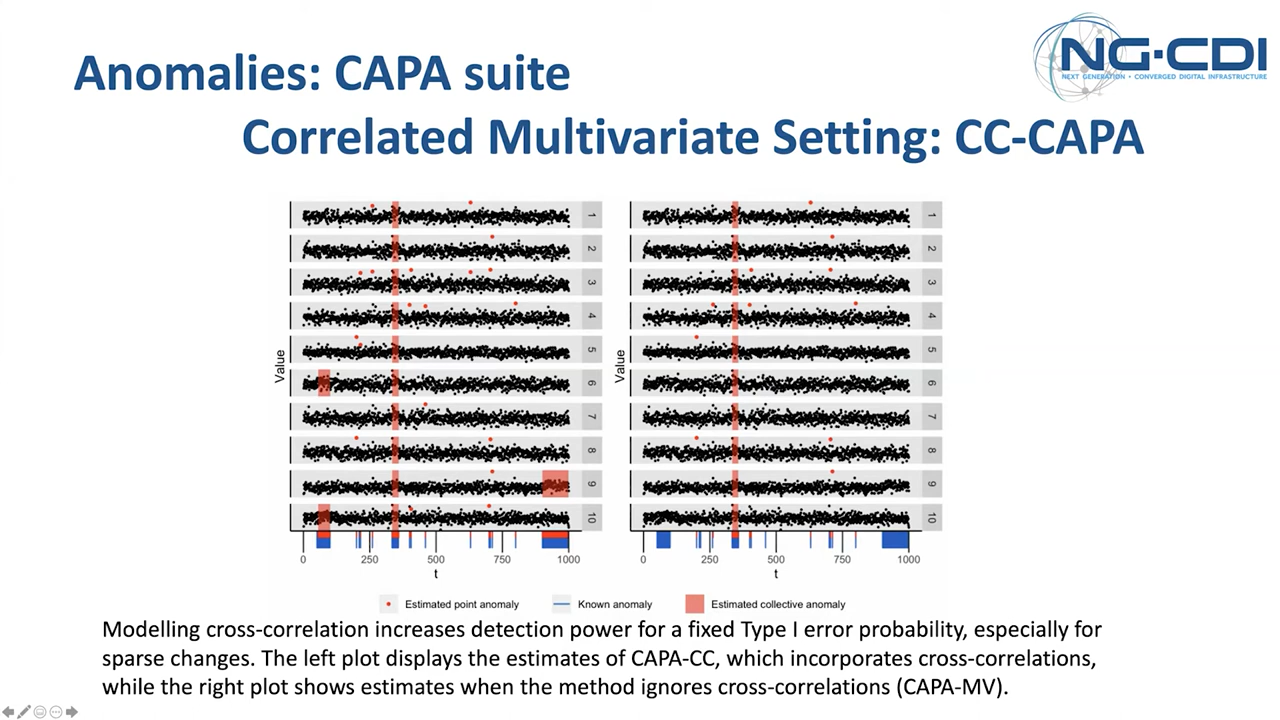 Anomalies: CAPA suite
NG-CDI
NEXT GENERATION • CONVERGED DIGITAL INFRASTRUCTURE
Correlated Multivariate Setting: CC-CAPA
Value
1
2
3
4
5
6
7
8
9
10
0 250 500 750 1000
t
Value
1
2
3
4
5
6
7
8
9
10
0 250 500 750 1000
t
Estimated point anomaly Known anomaly Estimated collective anomaly
Modelling cross-correlation increases detection power for a fixed Type I error probability, especially for
sparse changes. The left plot displays the estimates of CAPA-CC, which incorporates cross-correlations,
while the right plot shows estimates when the method ignores cross-correlations (CAPA-MV).